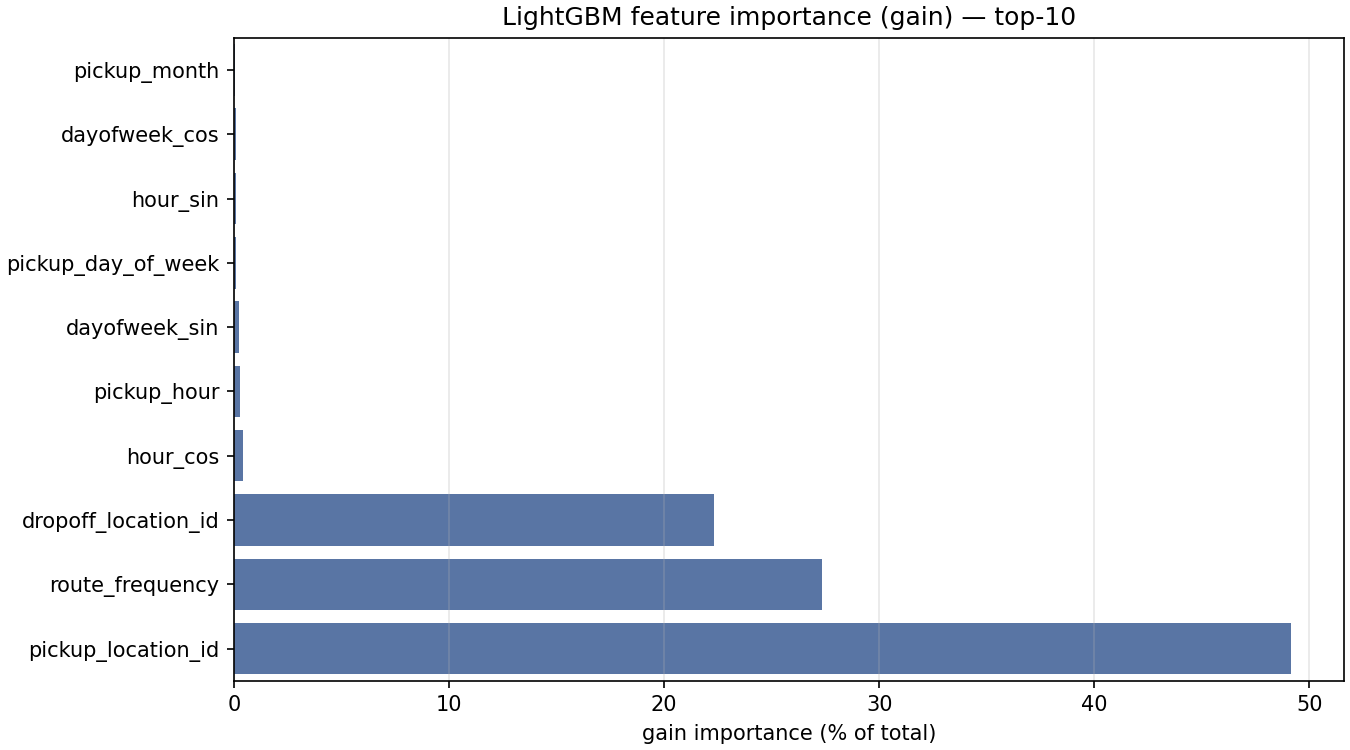 LightGBM feature importance (gain) — top-10
pickup_month
dayofweek_cos
hour_sin
pickup_day_of_week
dayofweek_sin
pickup_hour
hour_cos
dropoff_location_id
route_frequency
pickup_location_id
0 10 20 30 40 50
gain importance (% of total)